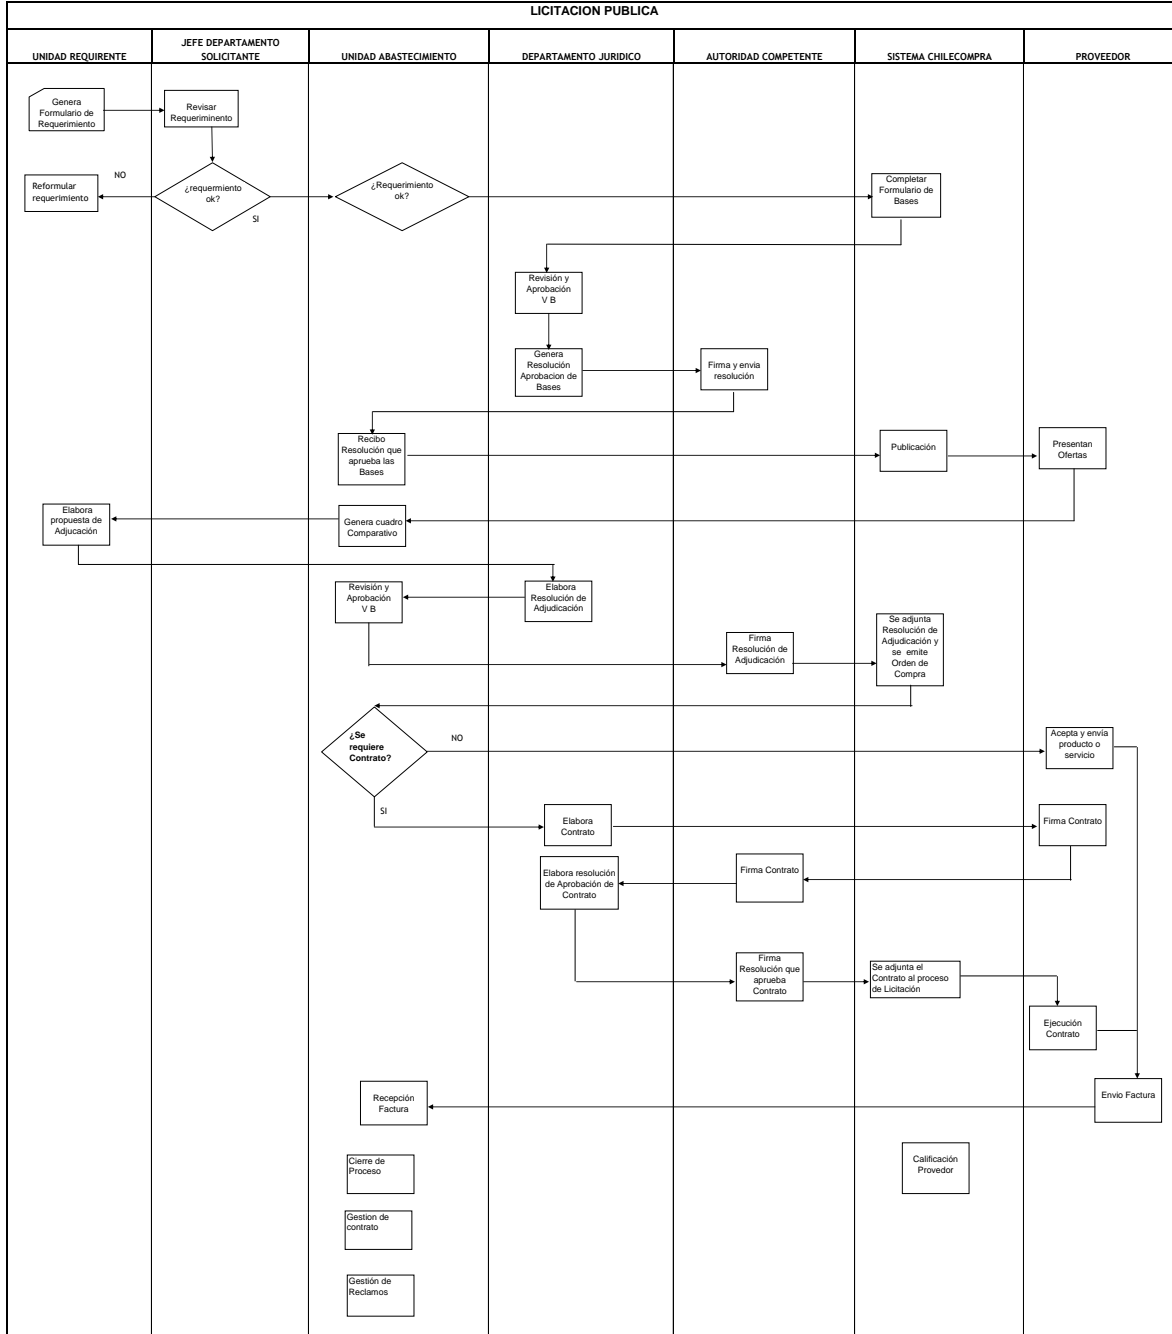 LICITACION PUBLICA
UNIDAD REQUIRENTE
JEFE DEPARTAMENTO
SOLICITANTE
UNIDAD ABASTECIMIENTO
DEPARTAMENTO JURIDICO
AUTORIDAD COMPETENTE
SISTEMA CHILECOMPRA
PROVEEDOR
Genera
Formulario de
Requerimiento
Revisar
Requeriminento
Reformular
requerimiento
NO
¿requermiento
ok?
SI
¿Requerimiento
ok?
Completar
Formulario de
Bases
Revisión y
Aprobación
V B
Genera
Resolución
Aprobacion de
Bases
Firma y envia
resolución
Recibo
Resolución que
aprueba las
Bases
Publicación
Presentan
Ofertas
Elabora
propuesta de
Adjucación
Genera cuadro
Comparativo
Revisión y
Aprobación
V B
Elabora
Resolución de
Adjudicación
Firma
Resolución de
Adjudicación
Se adjunta
Resolución de
Adjudicación y
se emite
Orden de
Compra
¿Se
requiere
Contrato?
NO
Acepta y envía
producto o
servicio
SI
Elabora
Contrato
Firma Contrato
Elabora resolución
de Aprobación de
Contrato
Firma Contrato
Firma
Resolución que
aprueba
Contrato
Se adjunta el
Contrato al proceso
de Licitación
Ejecución
Contrato
Recepción
Factura
Envio Factura
Cierre de
Proceso
Calificación
Provedor
Gestion de
contrato
Gestión de
Reclamos